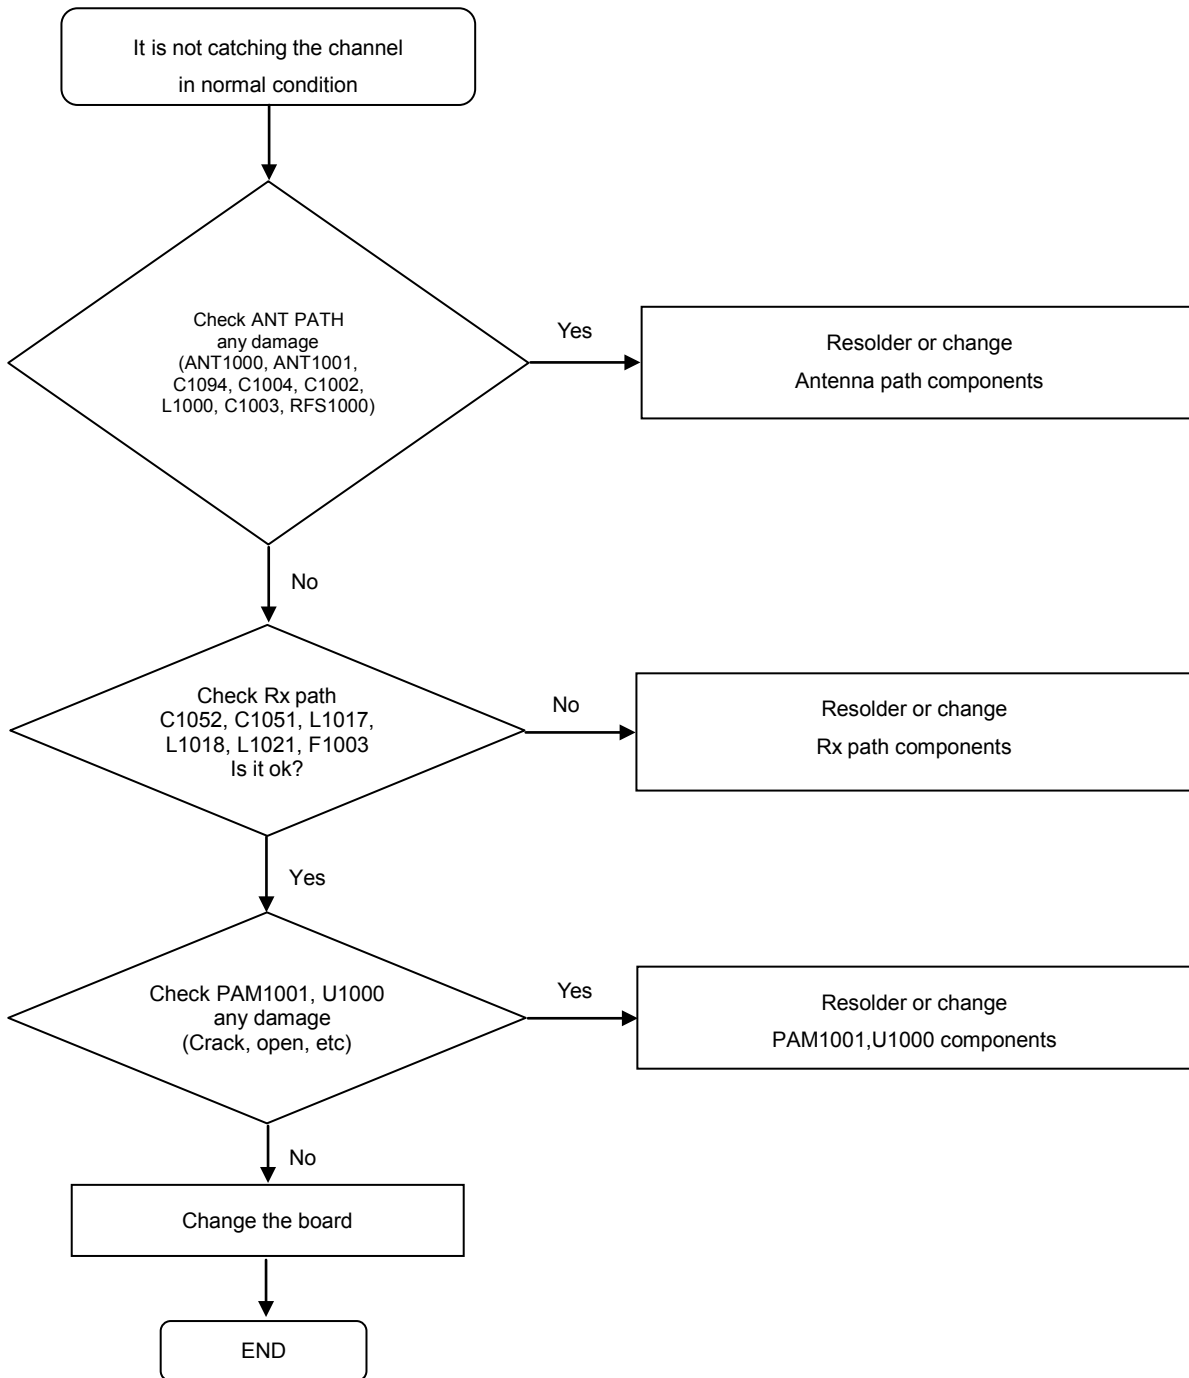 It is not catching the channel
in normal condition
Check ANT PATH
any damage
(ANT1000, ANT1001,
C1094, C1004, C1002,
L1000, C1003, RFS1000)
Yes
Resolder or change
Antenna path components
No
Check Rx path
C1052, C1051, L1017,
L1018, L1021, F1003
Is it ok?
No
Resolder or change
Rx path components
Yes
Check PAM1001, U1000
any damage
(Crack, open, etc)
Yes
Resolder or change
PAM1001,U1000 components
No
Change the board
END